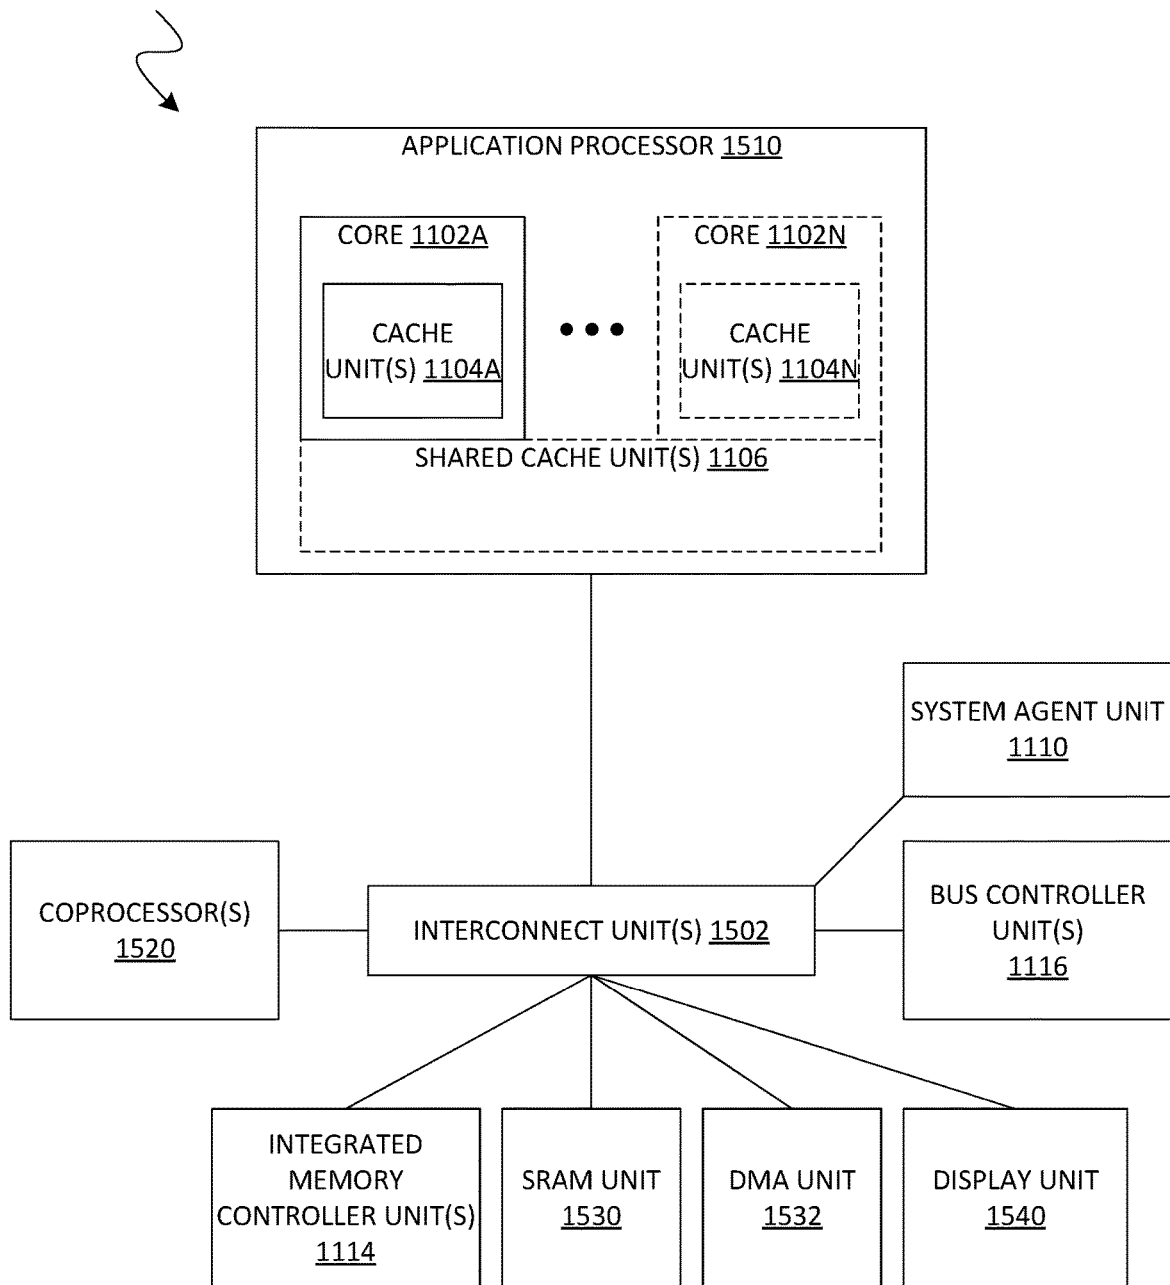 APPLICATION PROCESSOR 1510
CORE 1102A
CORE 1102N
CACHE
UNIT(S) 1104A
CACHE
UNIT(S) 1104N
SHARED CACHE UNIT(S) 1106
SYSTEM AGENT UNIT
1110
COPROCESSOR(S)
1520
INTERCONNECT UNIT(S) 1502
BUS CONTROLLER
UNIT(S)
1116
INTEGRATED
MEMORY
CONTROLLER UNIT(S)
1114
SRAM UNIT
1530
DMA UNIT
1532
DISPLAY UNIT
1540